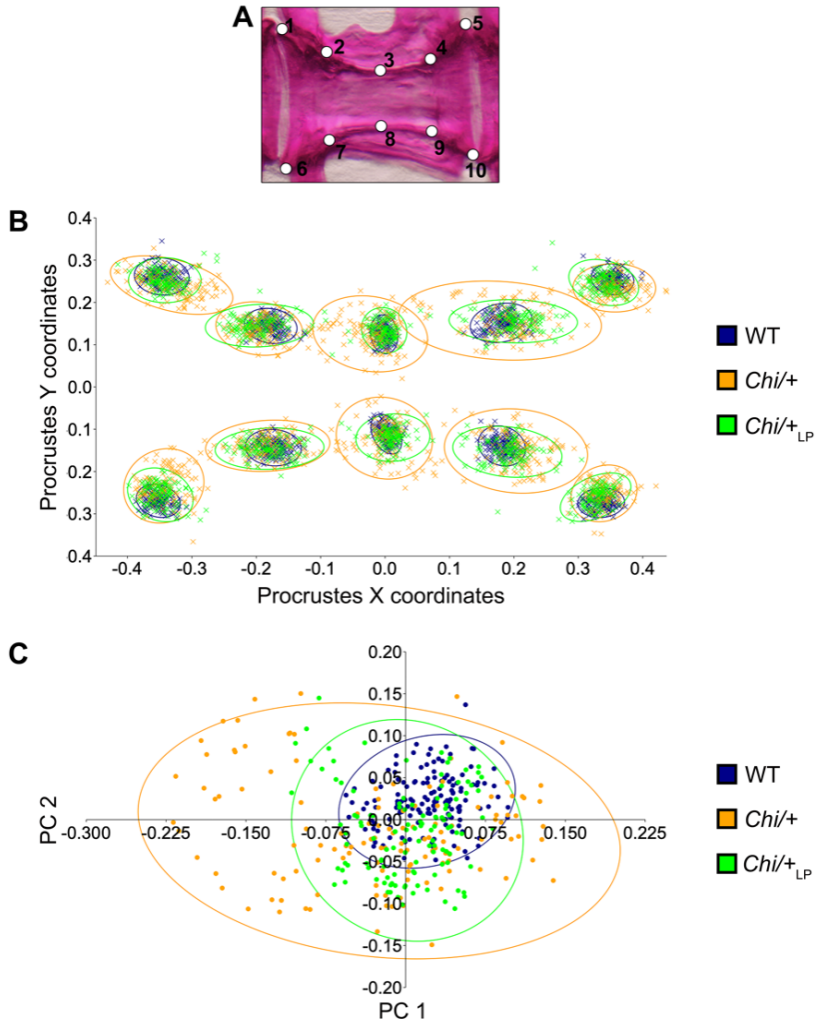 A
1
2
3
4
5
6
7
8
9
10
B
Procrustes Y coordinates
0.4
0.3
0.2
0.1
0.0
0.1
0.2
0.3
0.4
-0.4 -0.3 -0.2 -0.1 0.0 0.1 0.2 0.3 0.4
Procrustes X coordinates
WT
Chi/+
Chi/+LP
C
PC 2
0.20
0.15
0.10
0.05
0.00
-0.05
-0.10
-0.15
-0.20
-0.300 -0.225 -0.150 -0.075 0.075 0.150 0.225
PC 1
WT
Chi/+
Chi/+LP